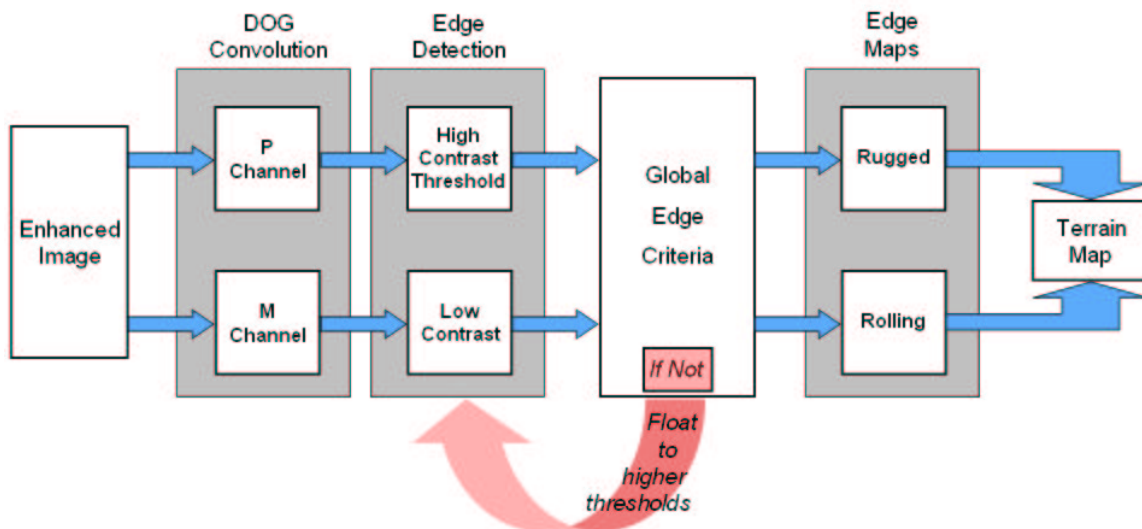 DOG
Convolution
Edge
Detection
Edge
Maps
Enhanced
Image
P
Channel
High
Contrast
Threshold
Global
Edge
Criteria
Rugged
Terrain
Map
M
Channel
Low
Contrast
Rolling
If Not
Float
to
higher
thresholds